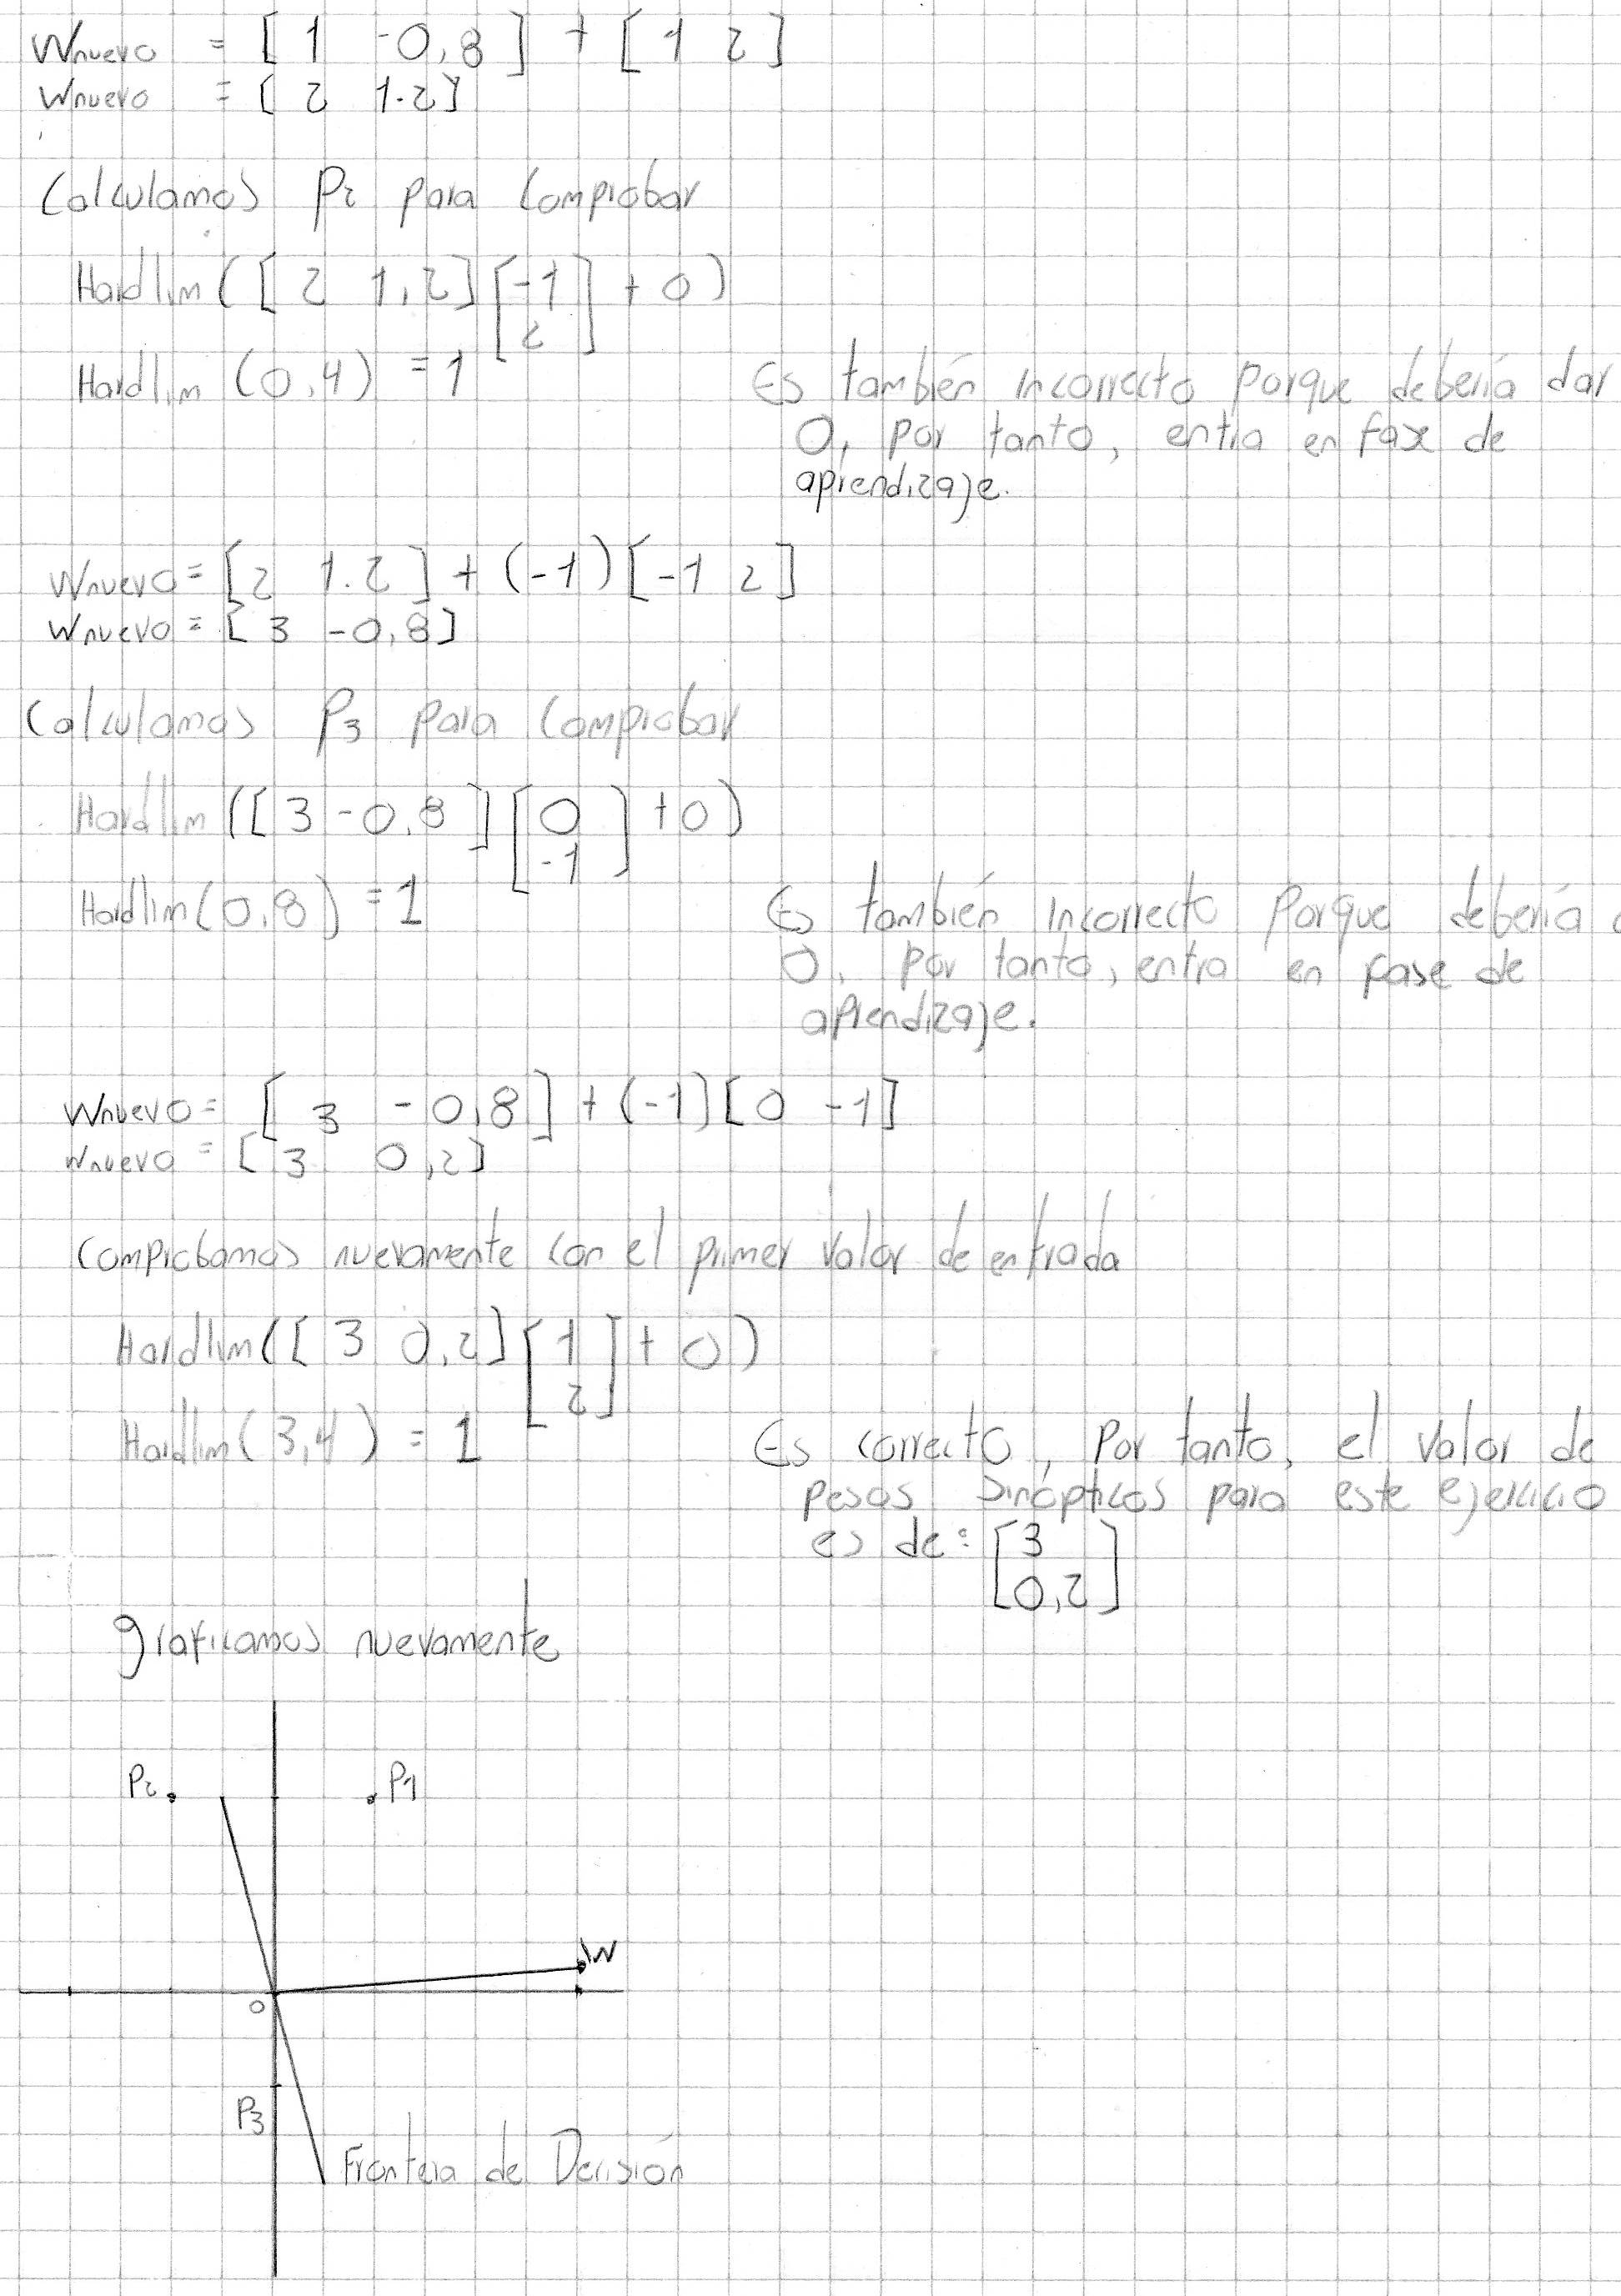 Wnuevo = [ 1 -0,8 ] + [ 1 2 ]
Wnuevo = [ 2 1.2 ]
Calculamos P2 para comprobar
Hardlim ( [ 2 1,2 ] [ -1
2 ] + 0 )
Hardlim (0,4) = 1
Es también incorrecto porque debería dar
0, por tanto, entra en fase de
aprendizaje.
Wnuevo = [ 2 1.2 ] + (-1) [ -1 2 ]
Wnuevo = [ 3 -0,8 ]
Calculamos P3 para comprobar
Hardlim ( [ 3 -0,8 ] [ 0
-1 ] + 0 )
Hardlim (0,8) = 1
Es también incorrecto porque debería
0, por tanto, entra en fase de
aprendizaje.
Wnuevo = [ 3 -0,8 ] + (-1) [ 0 -1 ]
Wnuevo = [ 3 0,2 ]
Comprobamos nuevamente con el primer valor de entrada
Hardlim ( [ 3 0,2 ] [ 1
2 ] + 0 )
Hardlim (3,4) = 1
Es correcto, Por tanto, el valor de
pesos sinápticos para este ejercicio
es de: [ 3
0,2 ]
graficamos nuevamente
P2 P1
W
0
P3
Frontera de Decisión